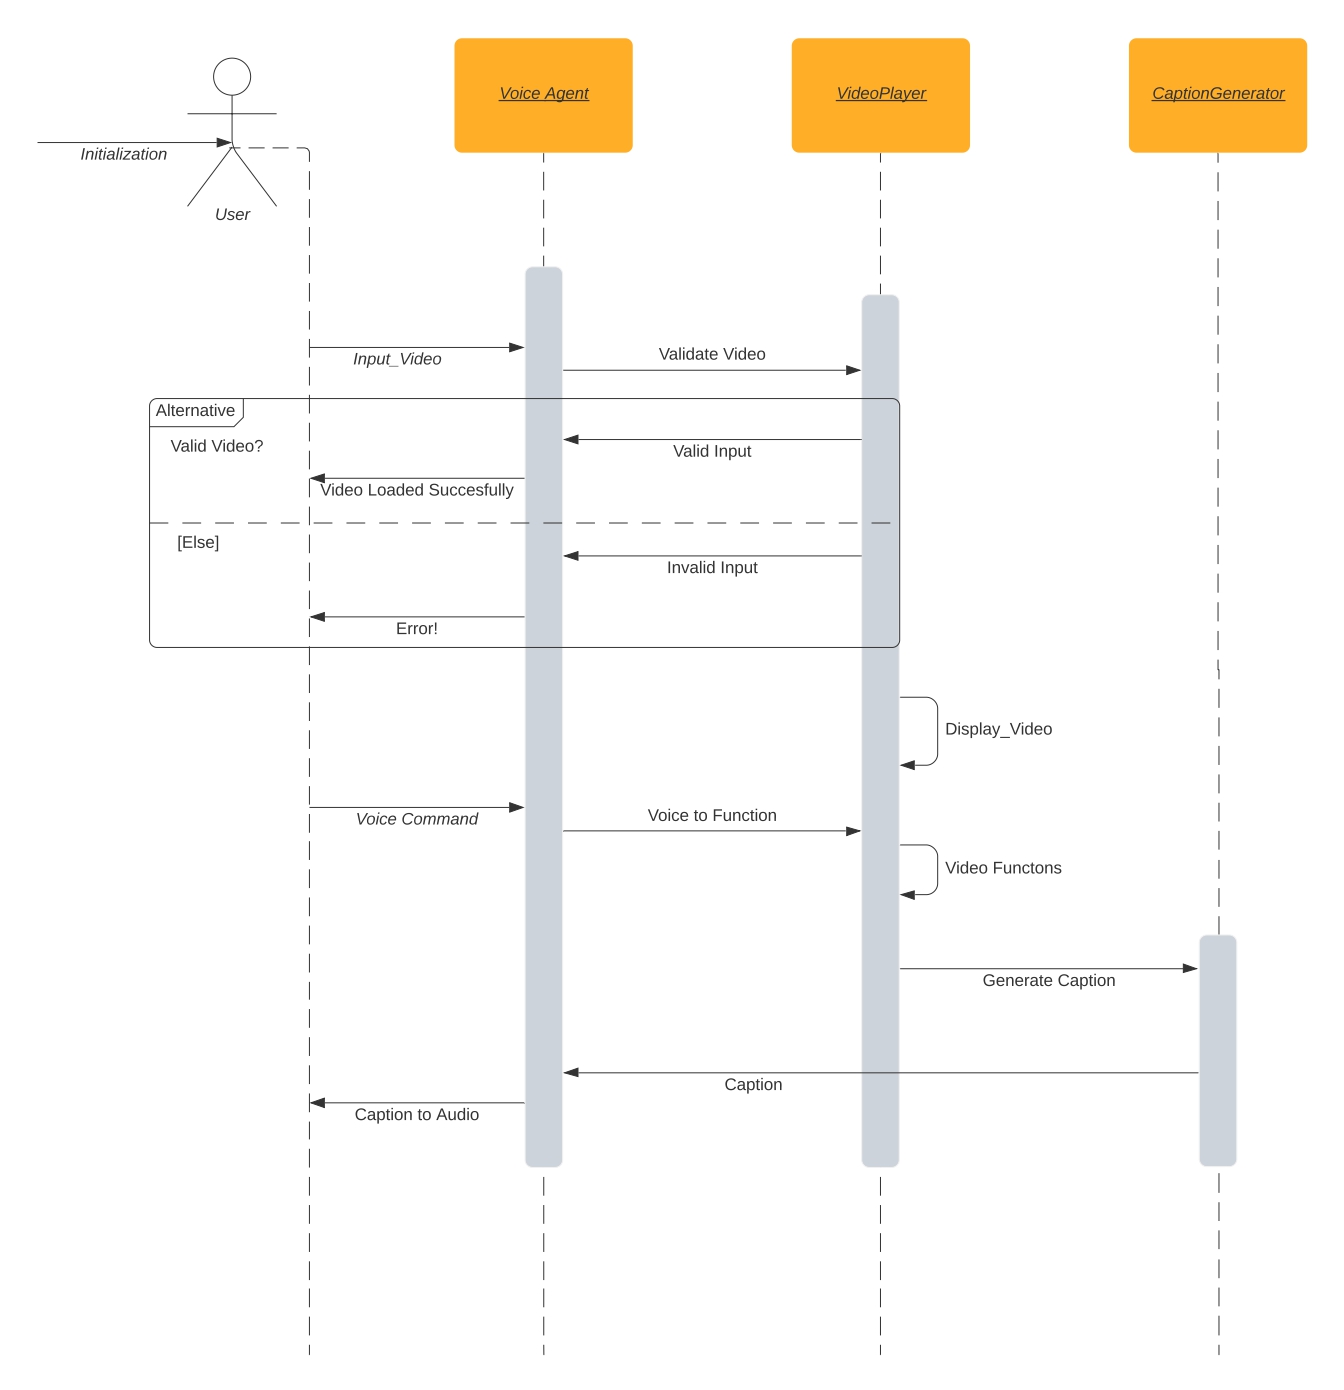 Voice Agent
VideoPlayer
CaptionGenerator
Initialization
User
Input_Video
Validate Video
Alternative
Valid Video?
Valid Input
Video Loaded Succesfully
[Else]
Invalid Input
Error!
Display_Video
Voice Command
Voice to Function
Video Functons
Generate Caption
Caption
Caption to Audio